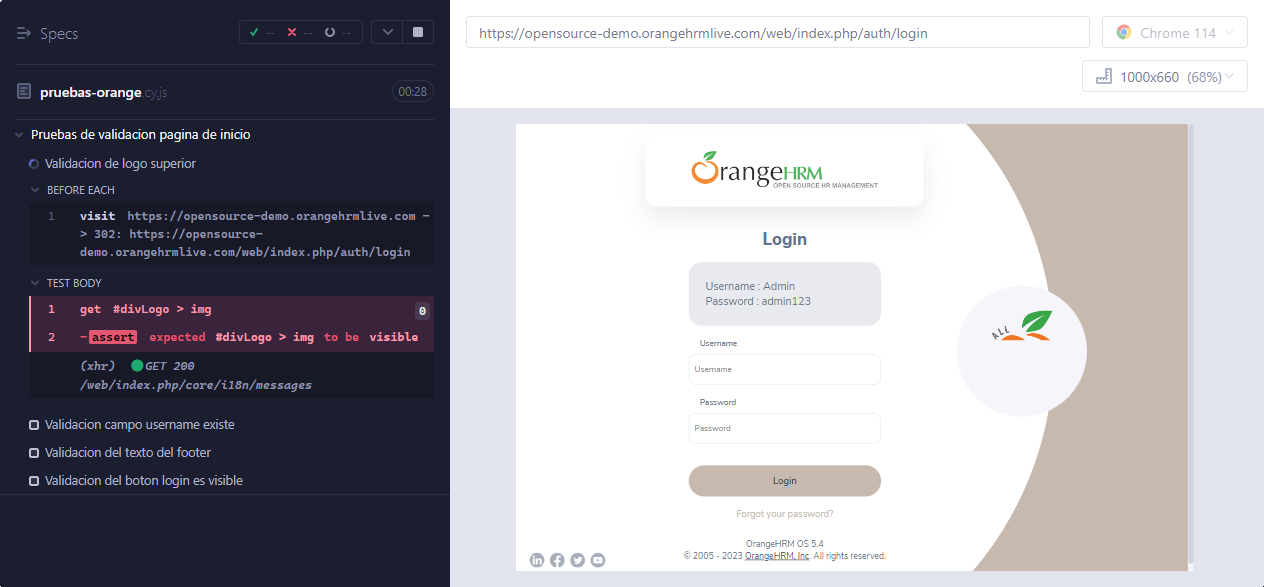 Specs
-- -- --
pruebas-orange.cy.js 00:28
Pruebas de validacion pagina de inicio
Validacion de logo superior
BEFORE EACH
1 visit https://opensource-demo.orangehrmlive.com -
> 302: https://opensource-
demo.orangehrmlive.com/web/index.php/auth/login
TEST BODY
1 get #divLogo > img 0
2 -assert expected #divLogo > img to be visible
(xhr) GET 200
/web/index.php/core/i18n/messages
Validacion campo username existe
Validacion del texto del footer
Validacion del boton login es visible
https://opensource-demo.orangehrmlive.com/web/index.php/auth/login
Chrome 114
1000x660 (68%)
OrangeHRM
OPEN SOURCE HR MANAGEMENT
Login
Username : Admin
Password : admin123
Username
Username
Password
Password
Login
Forgot your password?
OrangeHRM OS 5.4
© 2005 - 2023 OrangeHRM, Inc. All rights reserved.
ALL